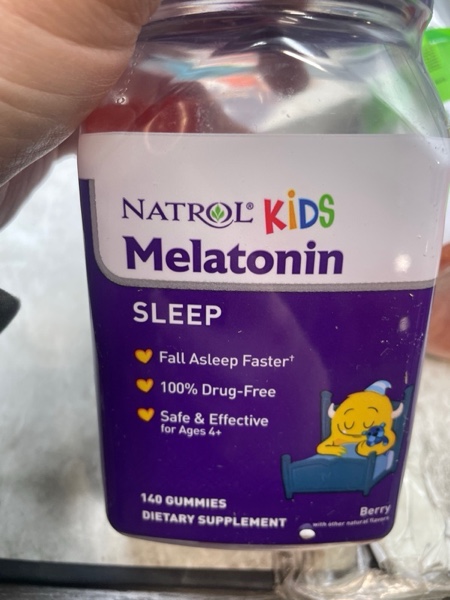 NATROL® KiDS
Melatonin
SLEEP
Fall Asleep Faster†
100% Drug-Free
Safe & Effective
for Ages 4+
140 GUMMIES
DIETARY SUPPLEMENT
Berry
with other natural flavors